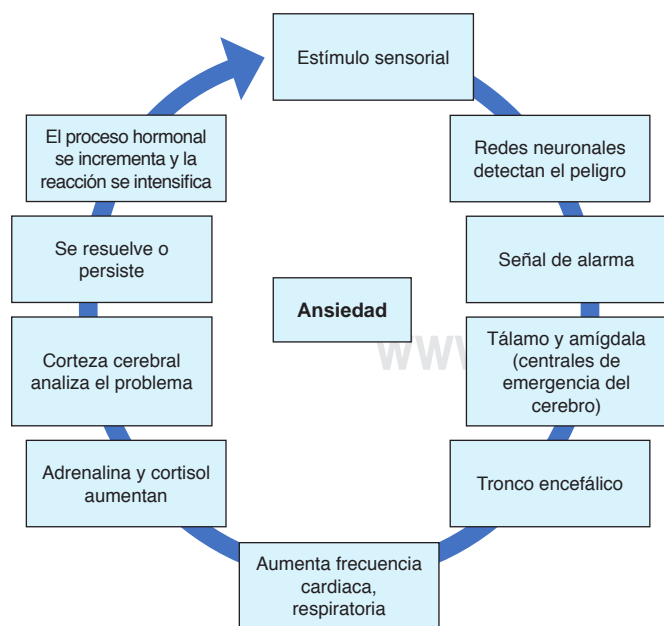 Estímulo sensorial
Redes neuronales
detectan el peligro
Señal de alarma
Tálamo y amígdala
(centrales de
emergencia del
cerebro)
Tronco encefálico
Aumenta frecuencia
cardiaca,
respiratoria
Adrenalina y cortisol
aumentan
Corteza cerebral
analiza el problema
Se resuelve o
persiste
El proceso hormonal
se incrementa y la
reacción se intensifica
Ansiedad
www